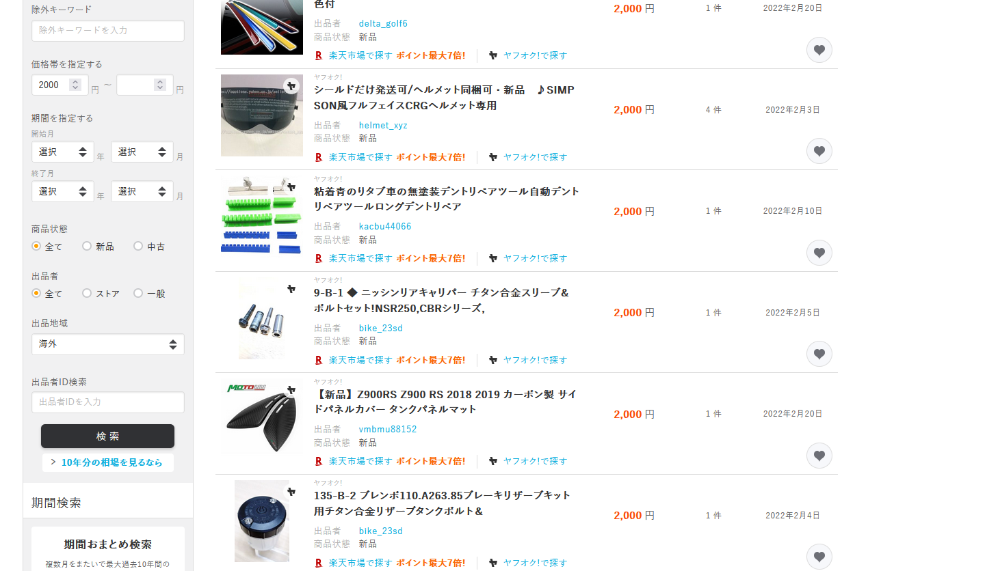 除外キーワード
除外キーワードを入力
価格帯を指定する
2000 円 ～ 円
期間を指定する
開始月
選択 年 選択 月
終了月
選択 年 選択 月
商品状態
全て 新品 中古
出品者
全て ストア 一般
出品地域
海外
出品者ID検索
出品者IDを入力
検 索
> 10年分の相場を見るなら
期間検索
期間おまとめ検索
複数月をまたいで最大過去10年間の
色付
出品者 delta_golf6
商品状態 新品
楽天市場で探す ポイント最大7倍! ヤフオク!で探す
2,000 円
1 件
2022年2月20日
ヤフオク!
シールドだけ発送可/ヘルメット同梱可・新品　♪SIMP
SON風フルフェイスCRGヘルメット専用
出品者 helmet_xyz
商品状態 新品
楽天市場で探す ポイント最大7倍! ヤフオク!で探す
2,000 円
4 件
2022年2月3日
ヤフオク!
粘着青のりタブ車の無塗装デントリペアツール自動デント
リペアツールロングデントリペア
出品者 kacbu44066
商品状態 新品
楽天市場で探す ポイント最大7倍! ヤフオク!で探す
2,000 円
1 件
2022年2月10日
ヤフオク!
9-B-1 ◆ ニッシンリアキャリパー チタン合金スリーブ＆
ボルトセット!NSR250,CBRシリーズ,
出品者 bike_23sd
商品状態 新品
楽天市場で探す ポイント最大7倍! ヤフオク!で探す
2,000 円
1 件
2022年2月5日
MOTO
ヤフオク!
【新品】Z900RS Z900 RS 2018 2019 カーボン製 サイ
ドパネルカバー タンクパネルマット
出品者 vmbmu88152
商品状態 新品
楽天市場で探す ポイント最大7倍! ヤフオク!で探す
2,000 円
1 件
2022年2月20日
ヤフオク!
135-B-2 ブレンボ110.A263.85ブレーキリザーブキット
用チタン合金リザーブタンクボルト＆
出品者 bike_23sd
商品状態 新品
楽天市場で探す ポイント最大7倍! ヤフオク!で探す
2,000 円
1 件
2022年2月4日